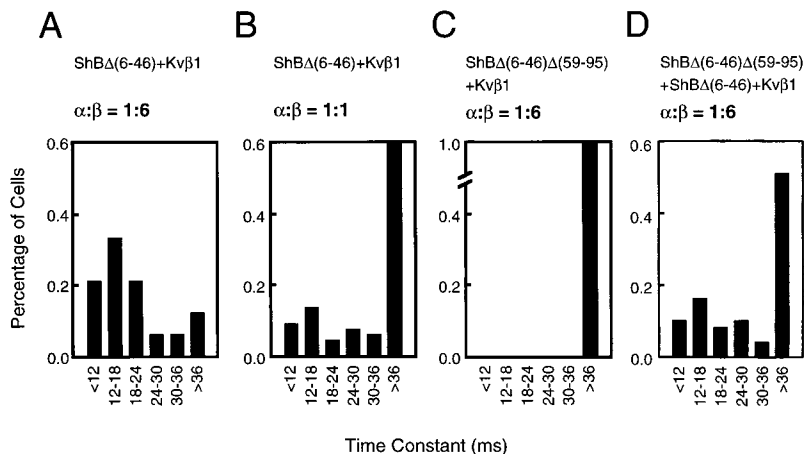 A
ShBΔ(6-46)+Kvβ1
α:β = 1:6
B
ShBΔ(6-46)+Kvβ1
α:β = 1:1
C
ShBΔ(6-46)Δ(59-95)
+Kvβ1
α:β = 1:6
D
ShBΔ(6-46)Δ(59-95)
+ShBΔ(6-46)+Kvβ1
α:β = 1:6
Percentage of Cells
0.6
0.4
0.2
0.0
<12
12-18
18-24
24-30
30-36
>36
0.6
0.4
0.2
0.0
<12
12-18
18-24
24-30
30-36
>36
1.0
0.4
0.2
0.0
<12
12-18
18-24
24-30
30-36
>36
0.6
0.4
0.2
0.0
<12
12-18
18-24
24-30
30-36
>36
Time Constant (ms)